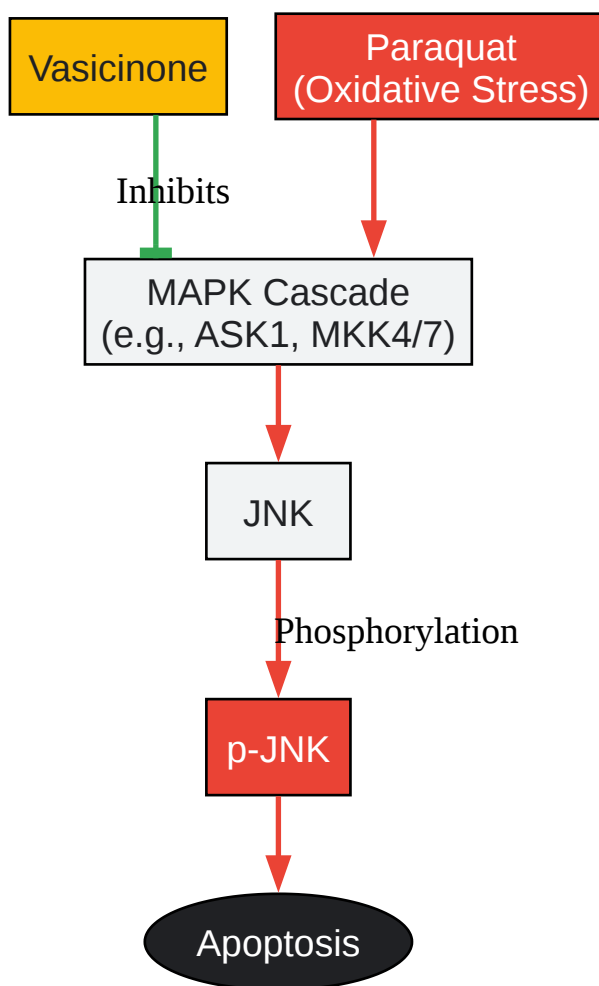 Vasicinone
Paraquat
(Oxidative Stress)
Inhibits
MAPK Cascade
(e.g., ASK1, MKK4/7)
JNK
Phosphorylation
p-JNK
Apoptosis